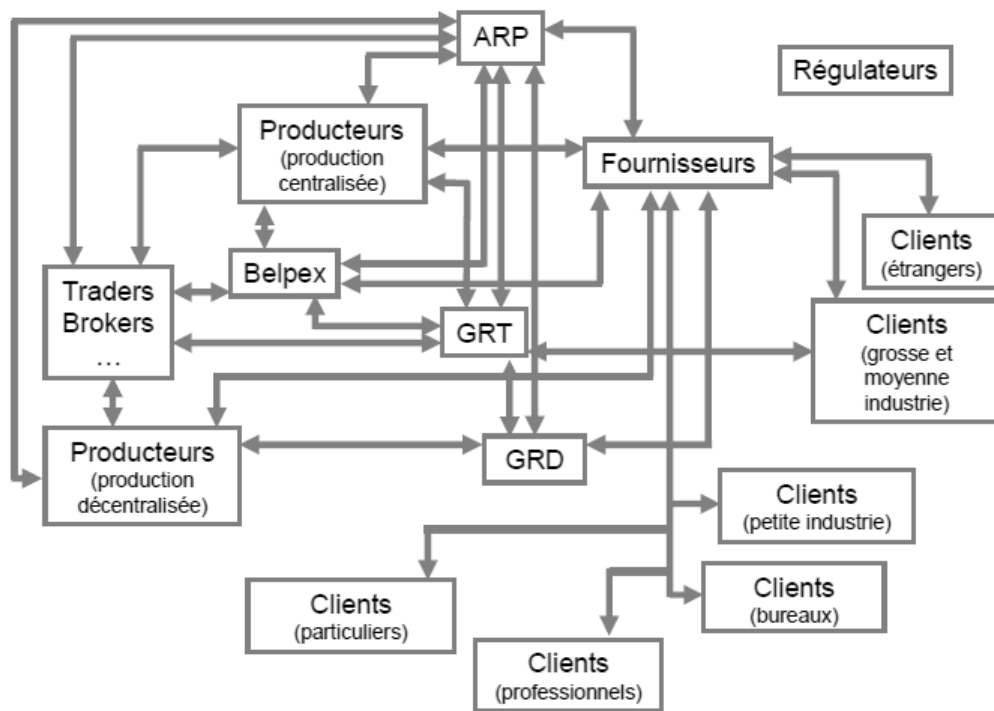 ARP
Régulateurs
Producteurs
(production
centralisée)
Fournisseurs
Clients
(étrangers)
Belpex
Traders
Brokers
...
GRT
Clients
(grosse et
moyenne
industrie)
Producteurs
(production
décentralisée)
GRD
Clients
(petite industrie)
Clients
(particuliers)
Clients
(bureaux)
Clients
(professionnels)